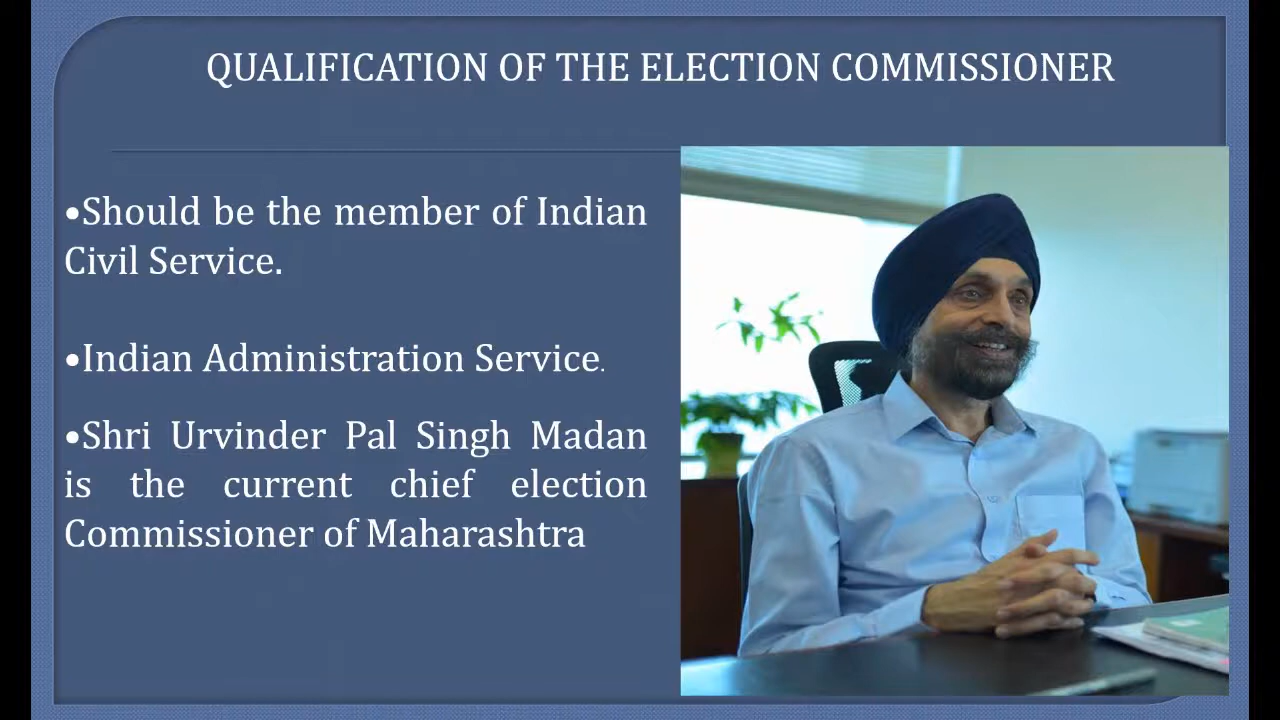 QUALIFICATION OF THE ELECTION COMMISSIONER
•Should be the member of Indian
Civil Service.
•Indian Administration Service.
•Shri Urvinder Pal Singh Madan
is the current chief election
Commissioner of Maharashtra